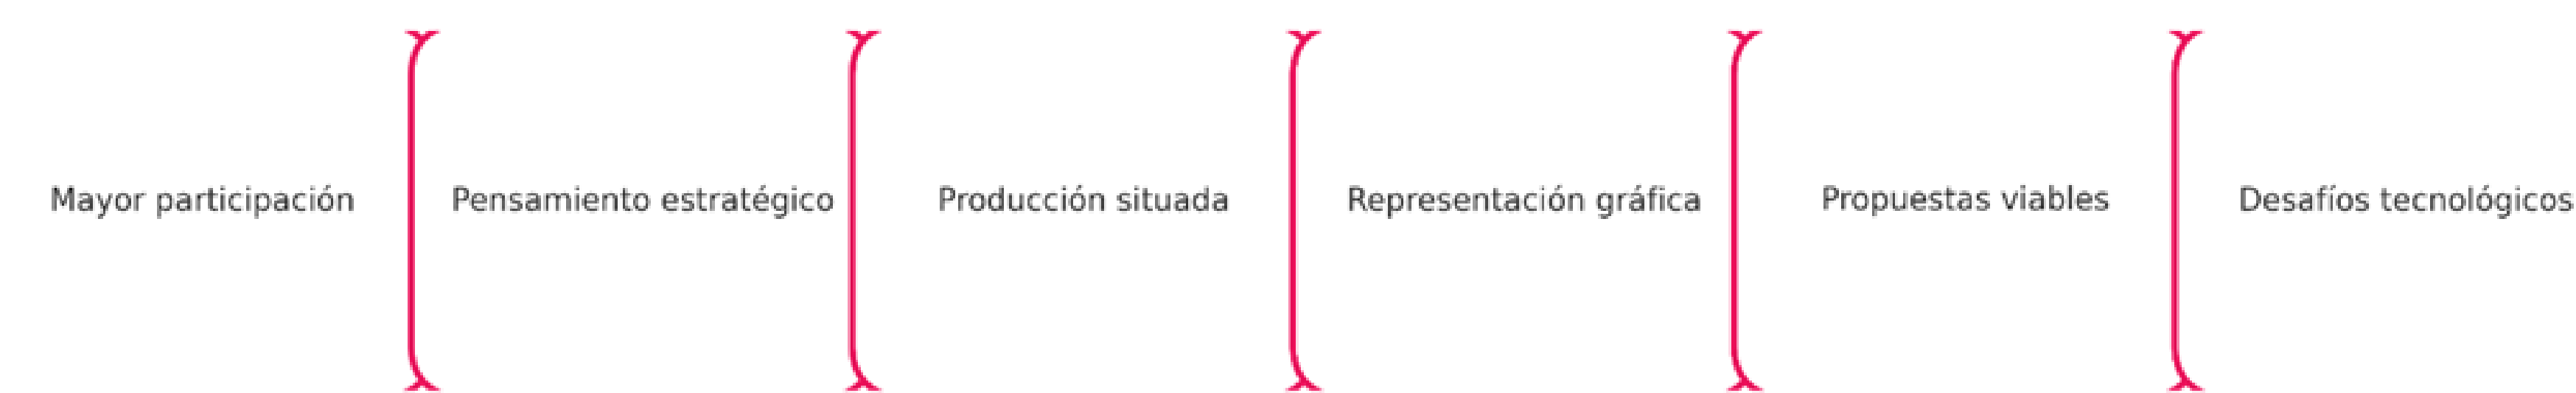 Mayor participación
Pensamiento estratégico
Producción situada
Representación gráfica
Propuestas viables
Desafíos tecnológicos